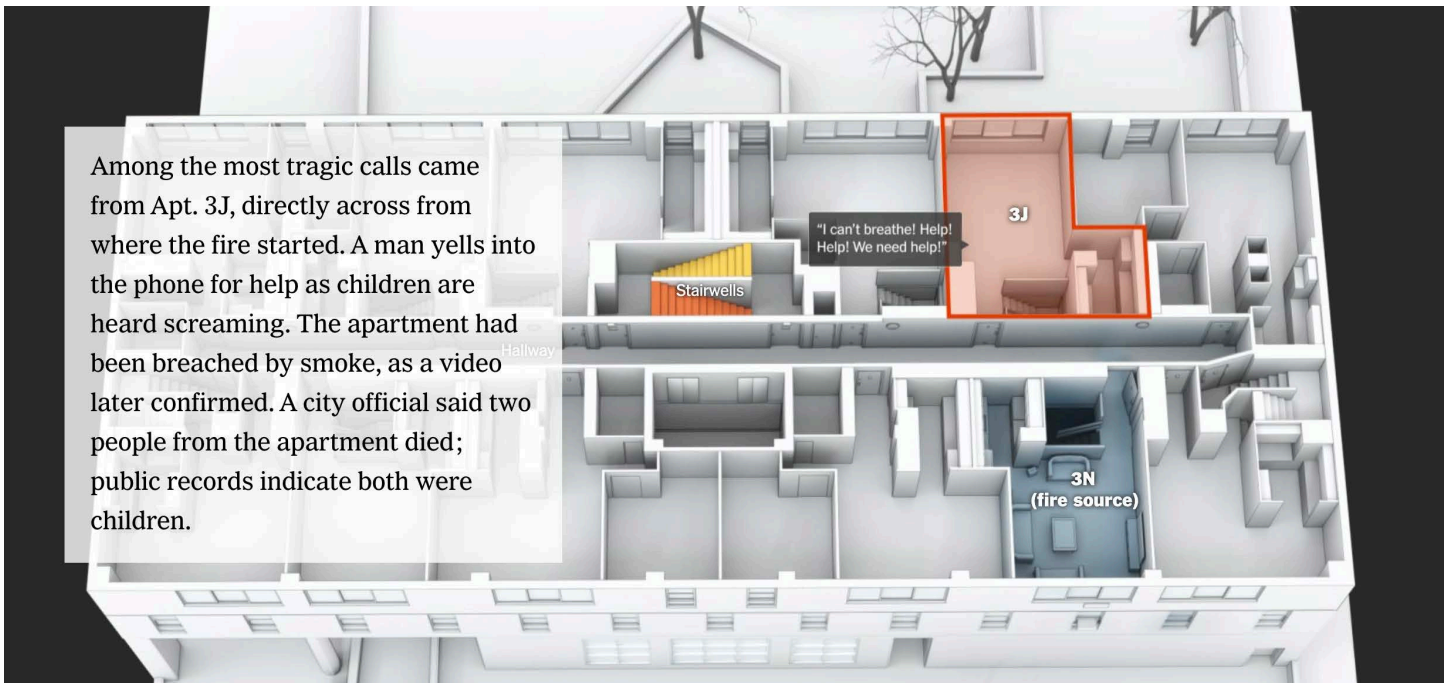 Among the most tragic calls came
from Apt. 3J, directly across from
where the fire started. A man yells into
the phone for help as children are
heard screaming. The apartment had
been breached by smoke, as a video
later confirmed. A city official said two
people from the apartment died;
public records indicate both were
children.
3J
“I can’t breathe! Help!
Help! We need help!”
Stairwells
Hallway
3N
(fire source)